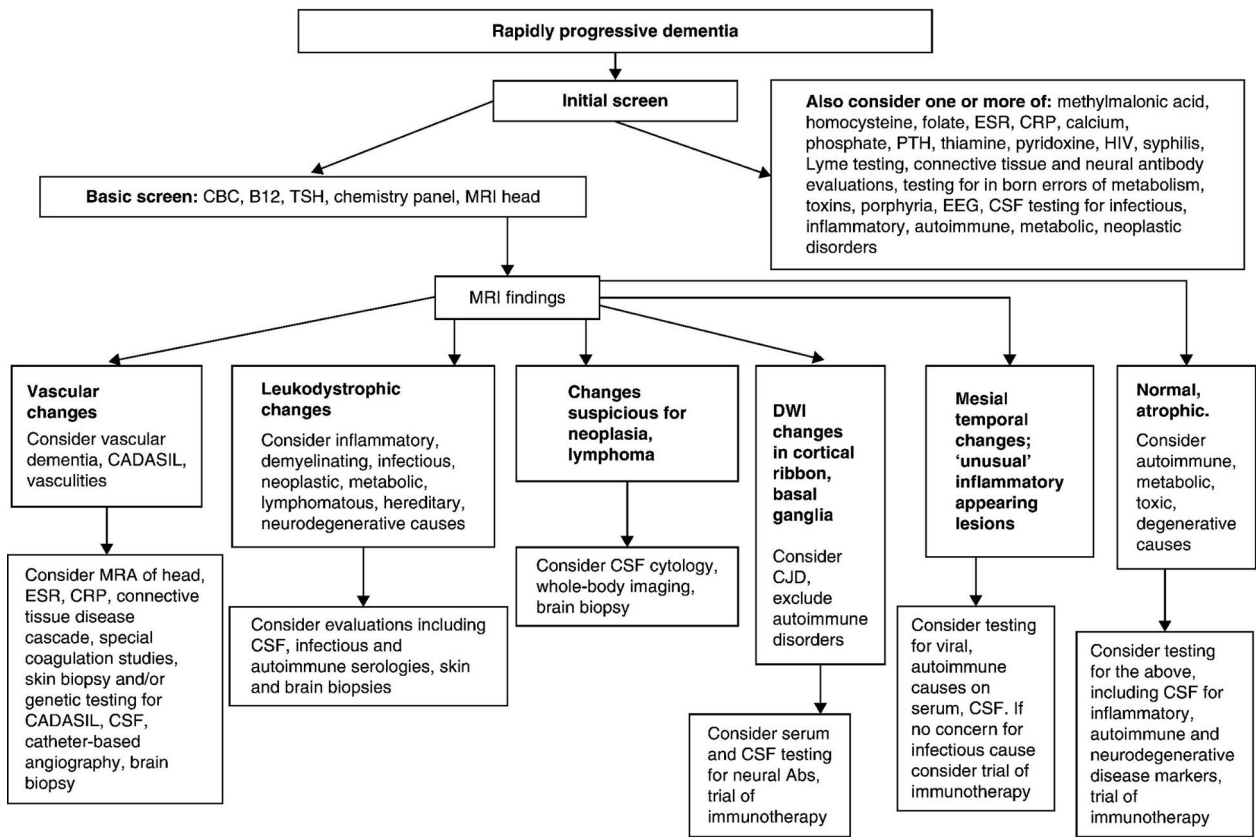 Rapidly progressive dementia
Initial screen
Also consider one or more of: methylmalonic acid,
homocysteine, folate, ESR, CRP, calcium,
phosphate, PTH, thiamine, pyridoxine, HIV, syphilis,
Lyme testing, connective tissue and neural antibody
evaluations, testing for in born errors of metabolism,
toxins, porphyria, EEG, CSF testing for infectious,
inflammatory, autoimmune, metabolic, neoplastic
disorders
Basic screen: CBC, B12, TSH, chemistry panel, MRI head
MRI findings
Vascular
changes
Consider vascular
dementia, CADASIL,
vasculities
Leukodystrophic
changes
Consider inflammatory,
demyelinating, infectious,
neoplastic, metabolic,
lymphomatous, hereditary,
neurodegenerative causes
Changes
suspicious for
neoplasia,
lymphoma
DWI
changes
in cortical
ribbon,
basal
ganglia
Consider
CJD,
exclude
autoimmune
disorders
Mesial
temporal
changes;
‘unusual’
inflammatory
appearing
lesions
Normal,
atrophic.
Consider
autoimmune,
metabolic,
toxic,
degenerative
causes
Consider MRA of head,
ESR, CRP, connective
tissue disease
cascade, special
coagulation studies,
skin biopsy and/or
genetic testing for
CADASIL, CSF,
catheter-based
angiography, brain
biopsy
Consider evaluations including
CSF, infectious and
autoimmune serologies, skin
and brain biopsies
Consider CSF cytology,
whole-body imaging,
brain biopsy
Consider serum
and CSF testing
for neural Abs,
trial of
immunotherapy
Consider testing
for viral,
autoimmune
causes on
serum, CSF. If
no concern for
infectious cause
consider trial of
immunotherapy
Consider testing
for the above,
including CSF for
inflammatory,
autoimmune and
neurodegenerative
disease markers,
trial of
immunotherapy